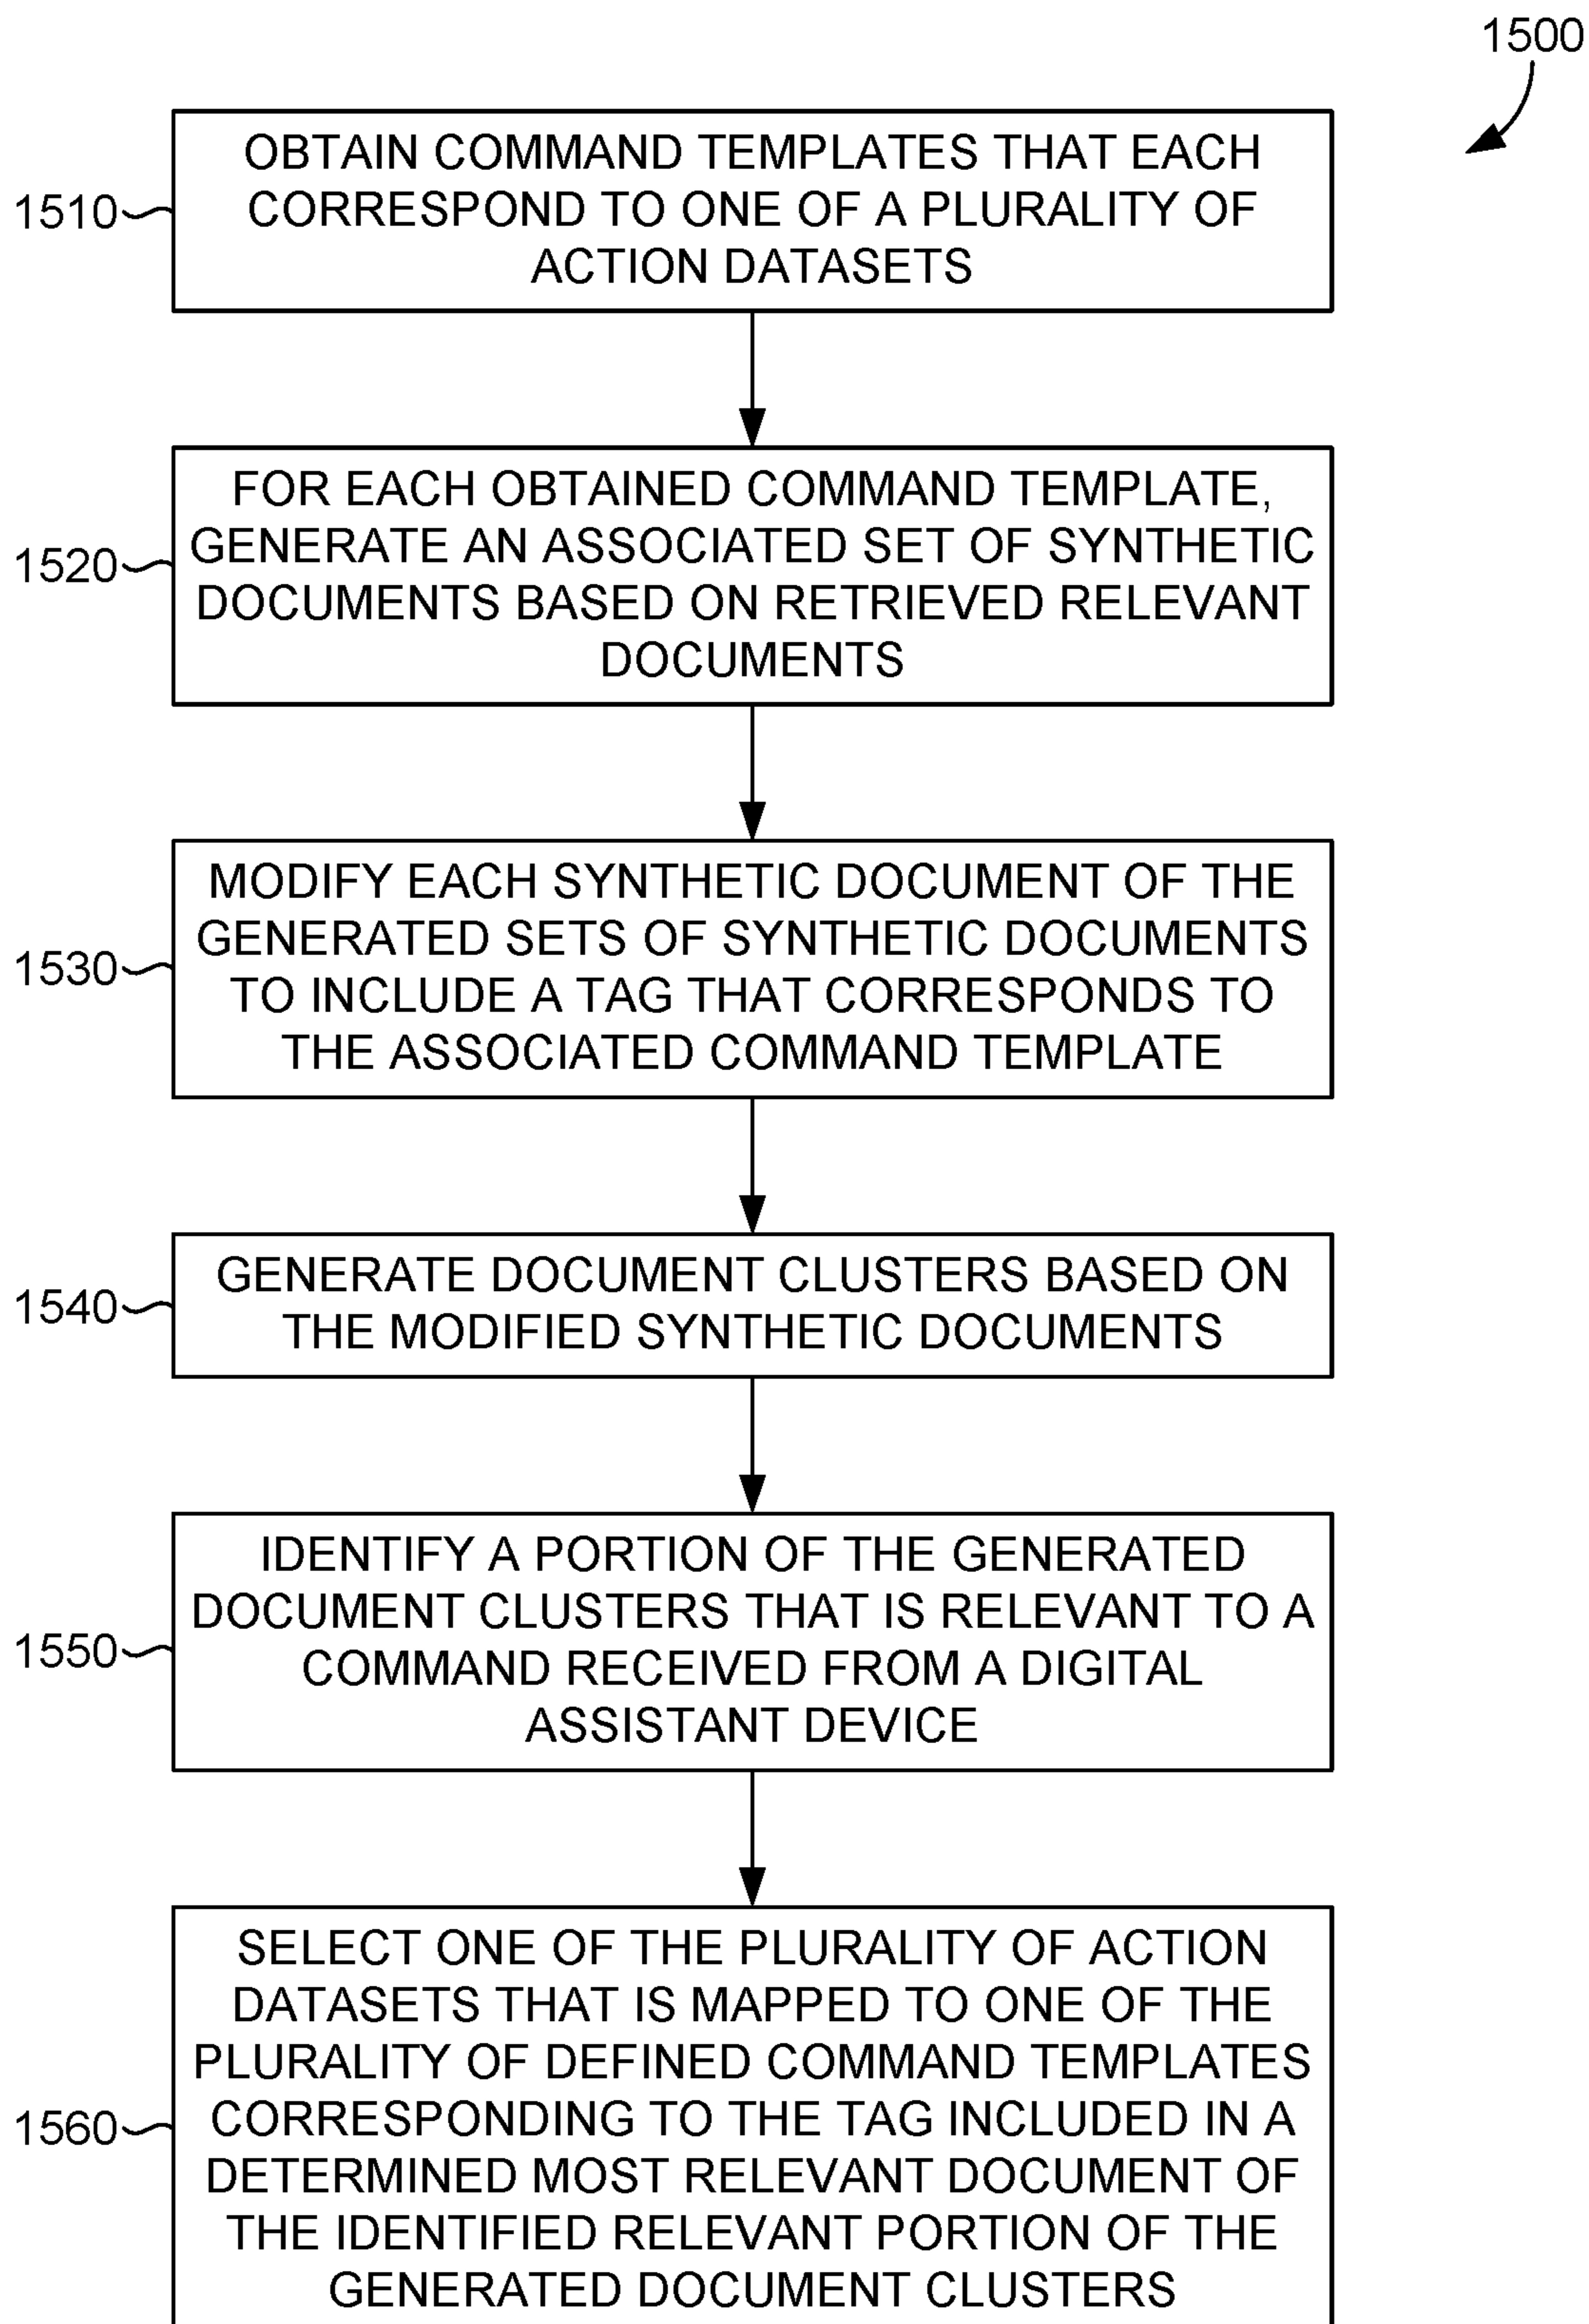 1500
OBTAIN COMMAND TEMPLATES THAT EACH
CORRESPOND TO ONE OF A PLURALITY OF
ACTION DATASETS
1510
FOR EACH OBTAINED COMMAND TEMPLATE,
GENERATE AN ASSOCIATED SET OF SYNTHETIC
DOCUMENTS BASED ON RETRIEVED RELEVANT
DOCUMENTS
1520
MODIFY EACH SYNTHETIC DOCUMENT OF THE
GENERATED SETS OF SYNTHETIC DOCUMENTS
TO INCLUDE A TAG THAT CORRESPONDS TO
THE ASSOCIATED COMMAND TEMPLATE
1530
GENERATE DOCUMENT CLUSTERS BASED ON
THE MODIFIED SYNTHETIC DOCUMENTS
1540
IDENTIFY A PORTION OF THE GENERATED
DOCUMENT CLUSTERS THAT IS RELEVANT TO A
COMMAND RECEIVED FROM A DIGITAL
ASSISTANT DEVICE
1550
SELECT ONE OF THE PLURALITY OF ACTION
DATASETS THAT IS MAPPED TO ONE OF THE
PLURALITY OF DEFINED COMMAND TEMPLATES
CORRESPONDING TO THE TAG INCLUDED IN A
DETERMINED MOST RELEVANT DOCUMENT OF
THE IDENTIFIED RELEVANT PORTION OF THE
GENERATED DOCUMENT CLUSTERS
1560